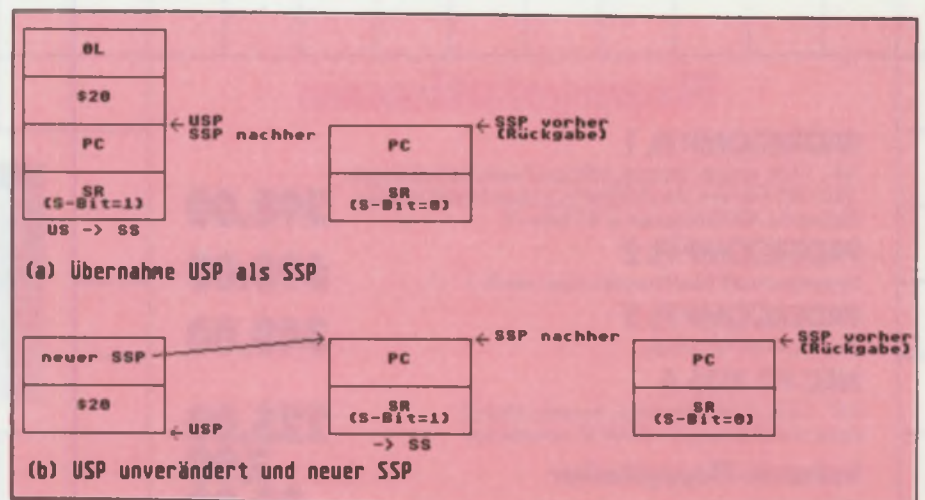 0L
$20
← USP
SSP nachher
PC
SR
(S-Bit=1)
US -> SS
← SSP vorher
(Rückgabe)
PC
SR
(S-Bit=0)
(a) Übernahme USP als SSP
neuer SSP
$20
← USP
← SSP nachher
PC
SR
(S-Bit=1)
-> SS
← SSP vorher
(Rückgabe)
PC
SR
(S-Bit=0)
(b) USP unverändert und neuer SSP